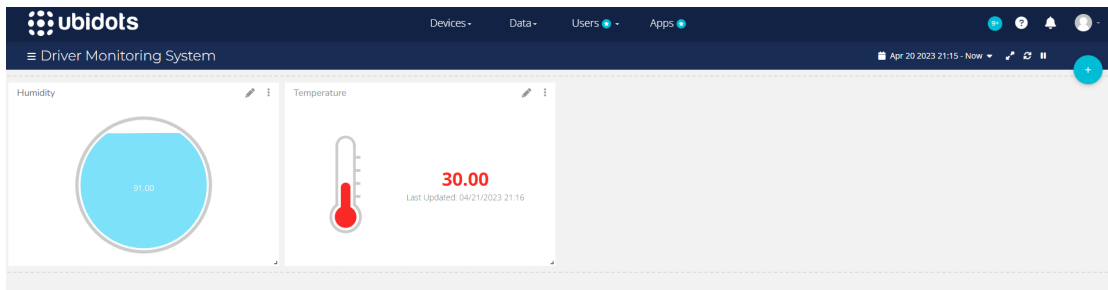 ubidots
Devices
Data
Users
Apps
9+
?
Driver Monitoring System
Apr 20 2023 21:15 - Now
+
Humidity
91.00
Temperature
30.00
Last Updated: 04/21/2023 21:16